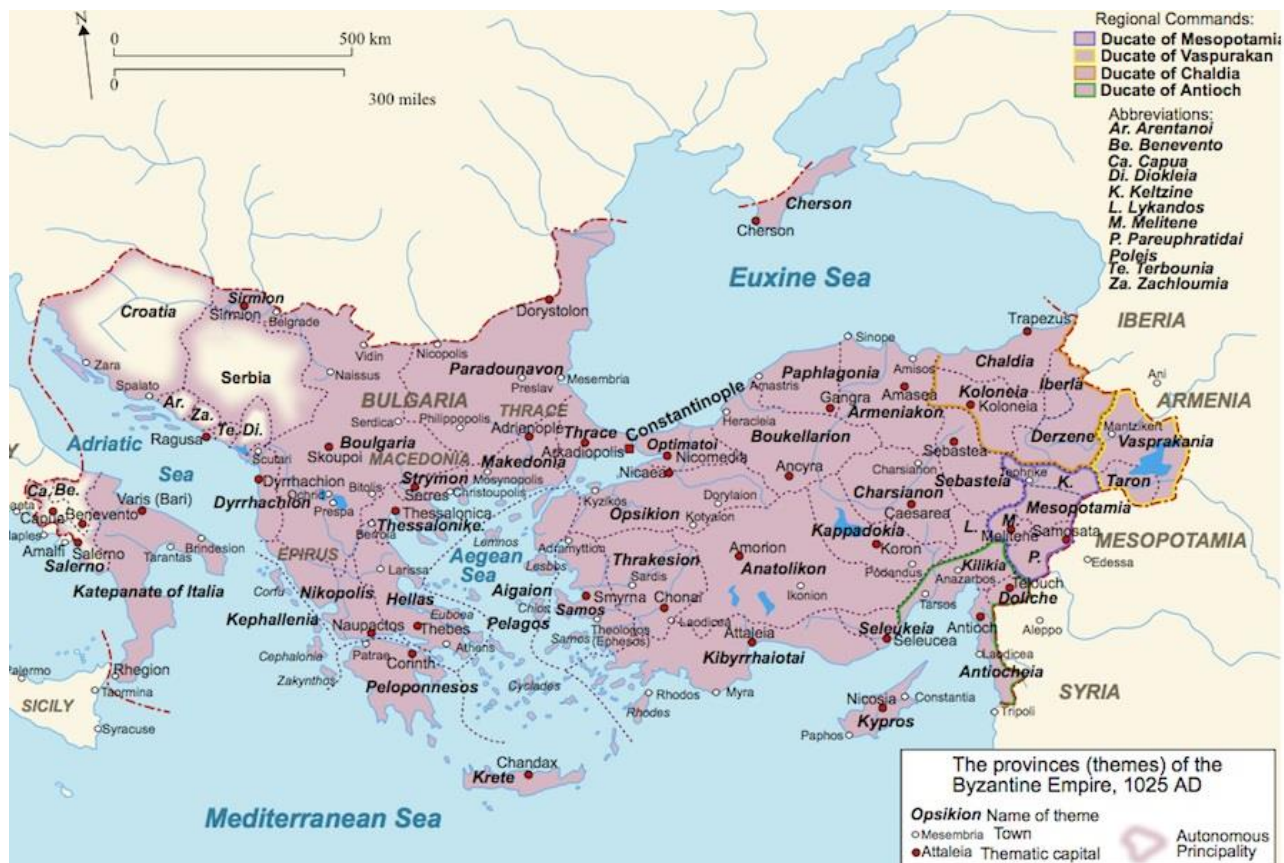 N
0
500 km
0
300 miles
Regional Commands:
Ducate of Mesopotamia
Ducate of Vaspurakan
Ducate of Chaldia
Ducate of Antioch
Abbreviations:
Ar. Arentanoi
Be. Benevento
Ca. Capua
Di. Diokleia
K. Keltzine
L. Lykandos
M. Melitene
P. Pareuphratidai
Poleis
Te. Terbounia
Za. Zachloumia
Cherson
Cherson
Euxine Sea
Croatia
Sirmion
Sirmion
Belgrade
Dorystolon
Zara
Spalato
Serbia
Vidin
Nicopolis
Naissus
Paradounavon
Preslav
Mesembria
Ar.
Za.
Te.
Di.
Ragusa
Scutari
BULGARIA
Serdica
Philippopolis
THRACE
Adrienople
Thrace
Arkadiopolis
Constantinople
Boulgaria
Skoupoi
MACEDONIA
Makedonia
Mosynopolis
Strymon
Serres
Christoupolis
Adriatic
Sea
Dyrrhachion
Dyrrhachion
Ochrid
Prespa
Bitolis
Thessalonica
Thessalonike:
Berroia
Ca.
Be.
Capua
Benevento
Amalfi
Salerno
Salerno
Varis (Bari)
Tarantas
Brindesion
Katepanate of Italia
Rhegion
Taormina
SICILY
Syracuse
EPIRUS
Corfu
Nikopolis
Larissa
Kephallenia
Hellas
Euboea
Naupactos
Thebes
Patrae
Athens
Corinth
Cephalonia
Zakynthos
Peloponnesos
Lemnos
Aegean
Sea
Lesbos
Aigaion
Pelagos
Chios
Samos
Samos
Cyclades
Krete
Chandax
Mediterranean Sea
Sinope
Amastris
Heracleia
Paphlagonia
Gangra
Amisos
Amasea
Armeniakon
Optimatoi
Nicomedia
Nicaea
Boukellarion
Ancyra
Kyzikos
Opsikion
Dorylaion
Kotyaion
Adramyttion
Thrakesion
Sardis
Smyrna
Chonai
Laodicea
Theologos
(Ephesos)
Amorion
Anatolikon
Ikonion
Attaleia
Kibyrrhaiotai
Myra
Rhodos
Rhodes
Charsianon
Charsianon
Caesarea
Kappadokia
Koron
Podandus
Sebastea
Sebasteia
Trapezus
Chaldia
Koloneia
Koloneia
Iberia
Derzene
Tephrike
K.
L.
M.
Melitene
P.
Mesopotamia
Samosata
Taron
Vasprakania
Mantzikert
Ani
IBERIA
ARMENIA
MESOPOTAMIA
Edessa
Kilikia
Anazarbos
Tarsos
Telouch
Doliche
Seleukeia
Seleucea
Antioch
Aleppo
Laodicea
Antiocheia
SYRIA
Tripoli
Nicosia
Constantia
Kypros
Paphos
The provinces (themes) of the
Byzantine Empire, 1025 AD
Opsikion Name of theme
Mesembria Town
Attaleia Thematic capital
Autonomous
Principality